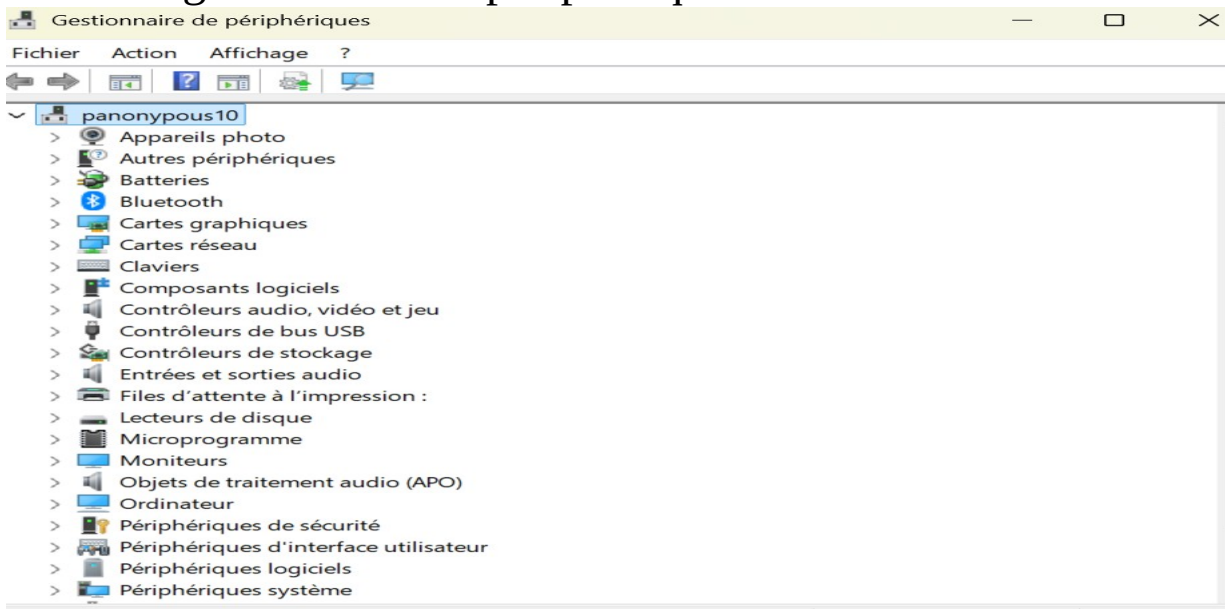 Gestionnaire de périphériques
Fichier Action Affichage ?
panonypous10
Appareils photo
Autres périphériques
Batteries
Bluetooth
Cartes graphiques
Cartes réseau
Claviers
Composants logiciels
Contrôleurs audio, vidéo et jeu
Contrôleurs de bus USB
Contrôleurs de stockage
Entrées et sorties audio
Files d'attente à l'impression :
Lecteurs de disque
Microprogramme
Moniteurs
Objets de traitement audio (APO)
Ordinateur
Périphériques de sécurité
Périphériques d'interface utilisateur
Périphériques logiciels
Périphériques système